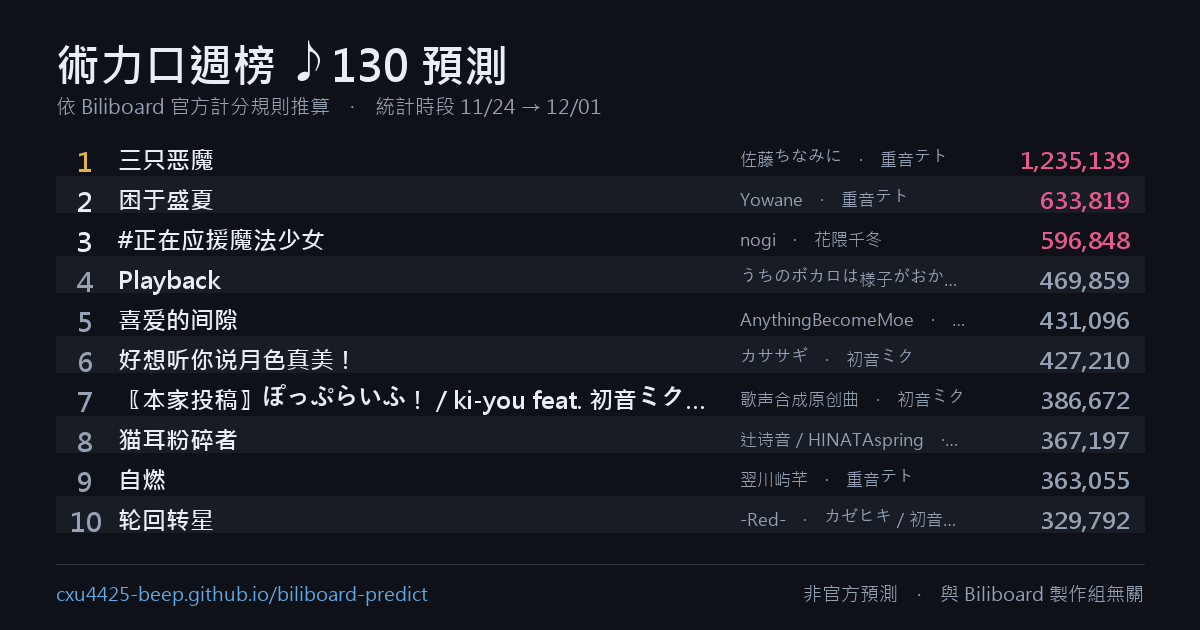 術力口週榜 ♪130 預測
依 Biliboard 官方計分規則推算 · 統計時段 11/24 → 12/01
1 三只恶魔 佐藤ちなみに · 重音テト 1,235,139
2 困于盛夏 Yowane · 重音テト 633,819
3 #正在应援魔法少女 nogi · 花隈千冬 596,848
4 Playback うちのボカロは様子がおか… 469,859
5 喜爱的间隙 AnythingBecomeMoe · … 431,096
6 好想听你说月色真美！ カササギ · 初音ミク 427,210
7 〖本家投稿〗ぽっぷらいふ！ / ki-you feat. 初音ミク… 歌声合成原创曲 · 初音ミク 386,672
8 猫耳粉碎者 辻诗音 / HINATAspring ·… 367,197
9 自燃 翌川屿芊 · 重音テト 363,055
10 轮回转星 -Red- · カゼヒキ / 初音… 329,792
cxu4425-beep.github.io/biliboard-predict 非官方預測 · 與 Biliboard 製作組無關